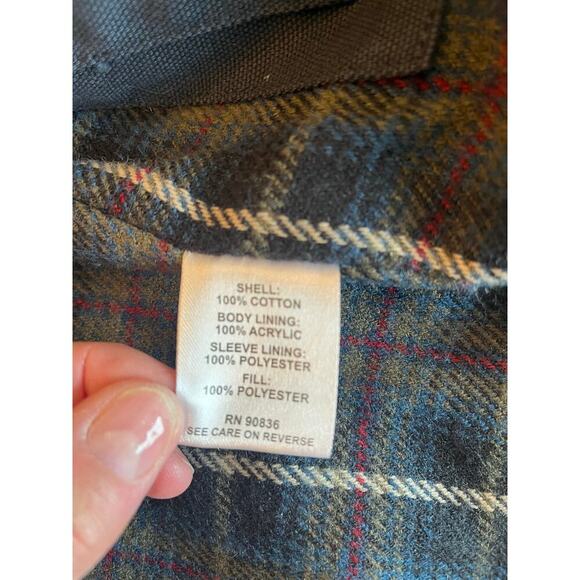 SHELL:
100% COTTON
BODY LINING:
100% ACRYLIC
SLEEVE LINING:
100% POLYESTER
FILL:
100% POLYESTER
RN 90836
SEE CARE ON REVERSE